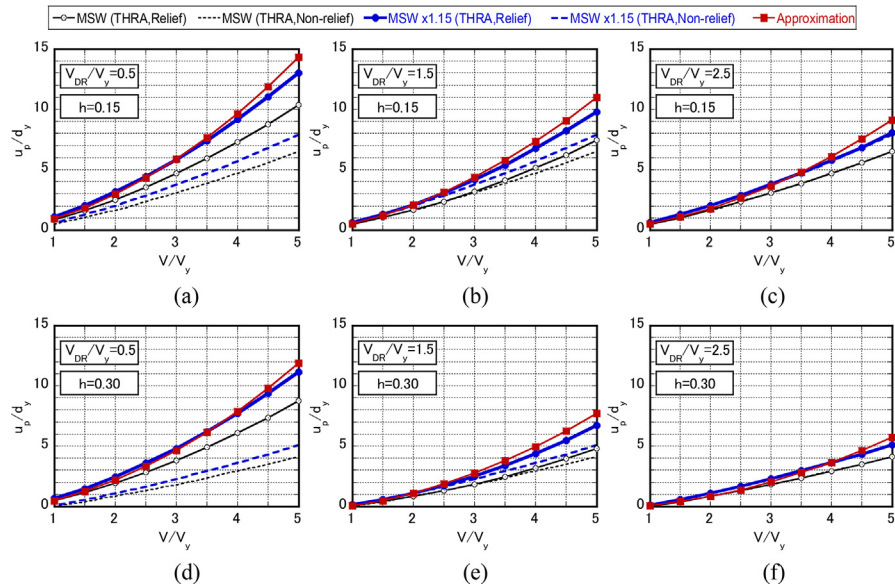 MSW (THRA,Relief) MSW (THRA,Non-relief) MSW x1.15 (THRA,Relief) MSW x1.15 (THRA,Non-relief) Approximation
15
10
5
0
u_p/d_y
V_DR/V_y=0.5
h=0.15
1 2 3 4 5
V/V_y
(a)
15
10
5
0
u_p/d_y
V_DR/V_y=1.5
h=0.15
1 2 3 4 5
V/V_y
(b)
15
10
5
0
u_p/d_y
V_DR/V_y=2.5
h=0.15
1 2 3 4 5
V/V_y
(c)
15
10
5
0
u_p/d_y
V_DR/V_y=0.5
h=0.30
1 2 3 4 5
V/V_y
(d)
15
10
5
0
u_p/d_y
V_DR/V_y=1.5
h=0.30
1 2 3 4 5
V/V_y
(e)
15
10
5
0
u_p/d_y
V_DR/V_y=2.5
h=0.30
1 2 3 4 5
V/V_y
(f)